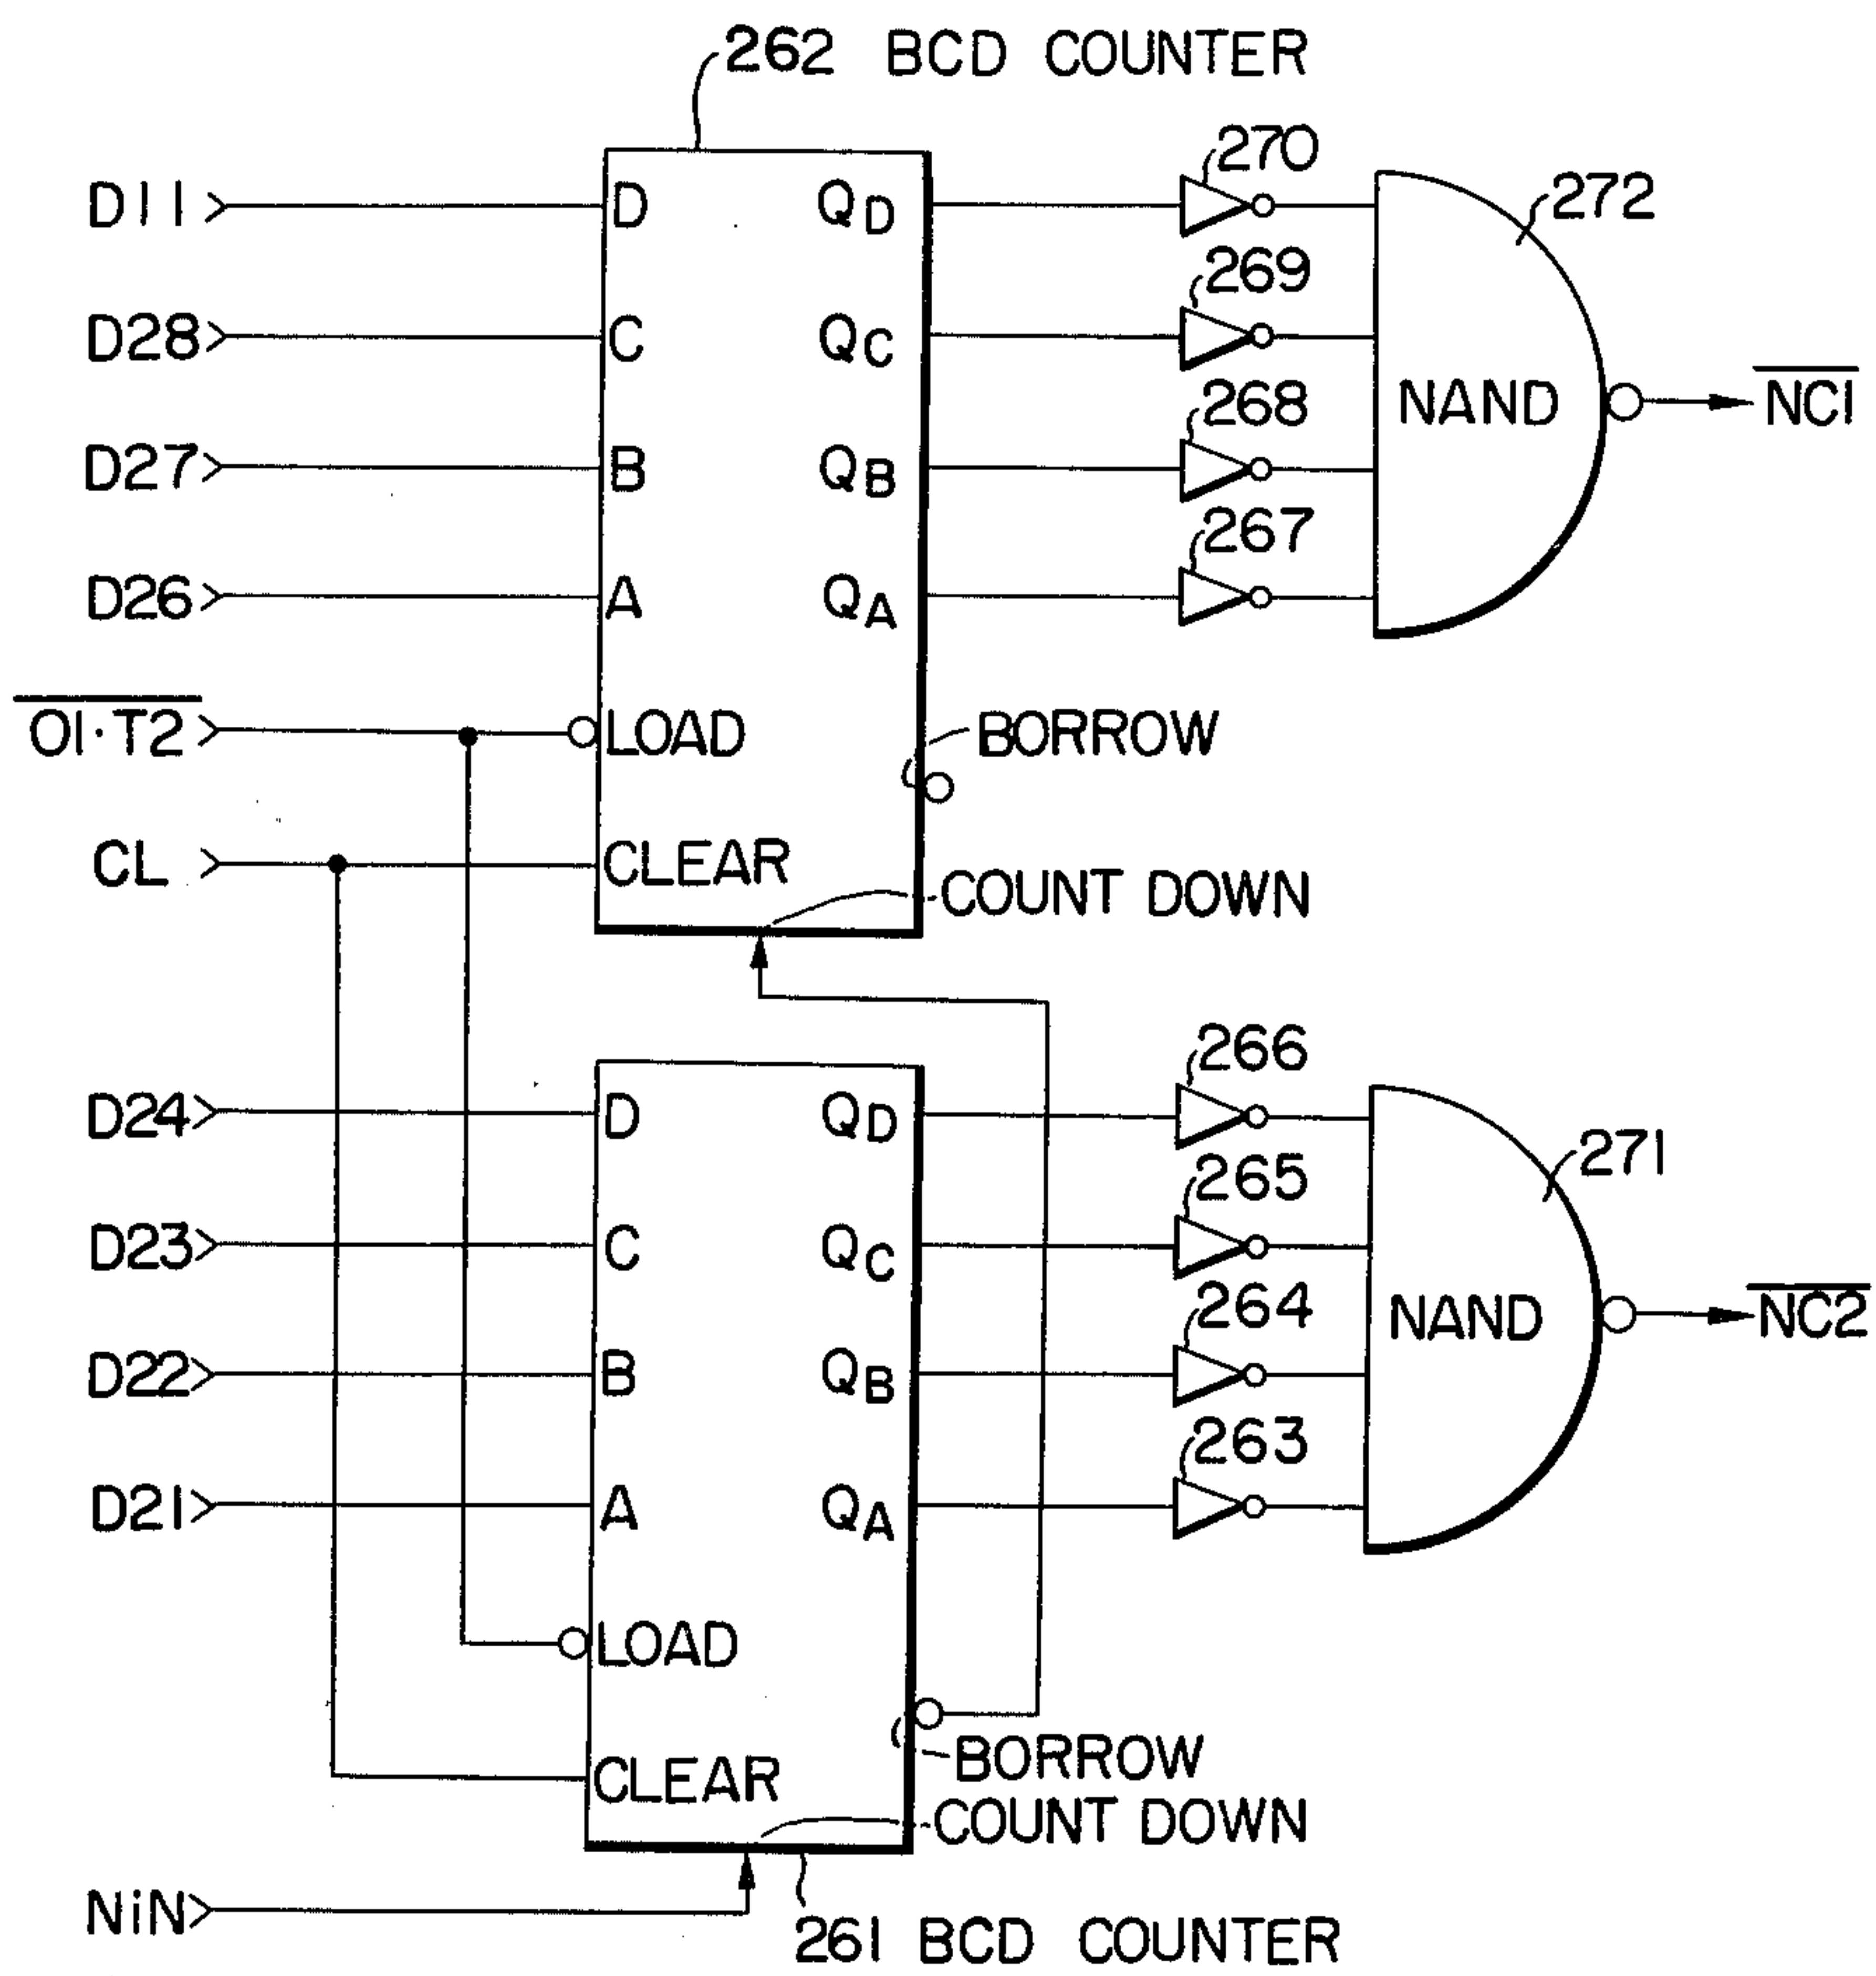 262 BCD COUNTER
270
D11 D QD
272
269
D28 C QC
268
NAND
NC1
D27 B QB
267
D26 A QA
O1·T2 LOAD
BORROW
CL CLEAR
COUNT DOWN
266
D24 D QD
271
265
D23 C QC
264
NAND
NC2
D22 B QB
263
D21 A QA
LOAD
BORROW
CLEAR
COUNT DOWN
NiN
261 BCD COUNTER